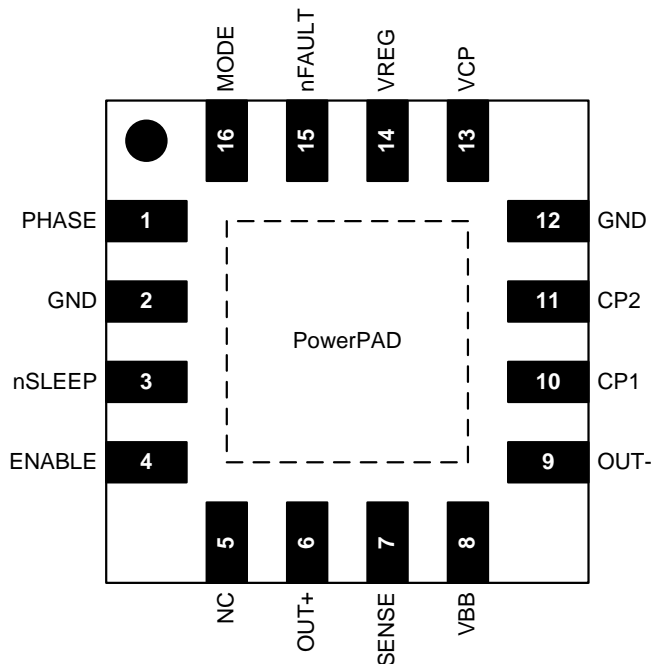 MODE
nFAULT
VREG
VCP
16
15
14
13
PHASE 1
12 GND
GND 2
11 CP2
PowerPAD
nSLEEP 3
10 CP1
ENABLE 4
9 OUT-
5
6
7
8
NC
OUT+
SENSE
VBB